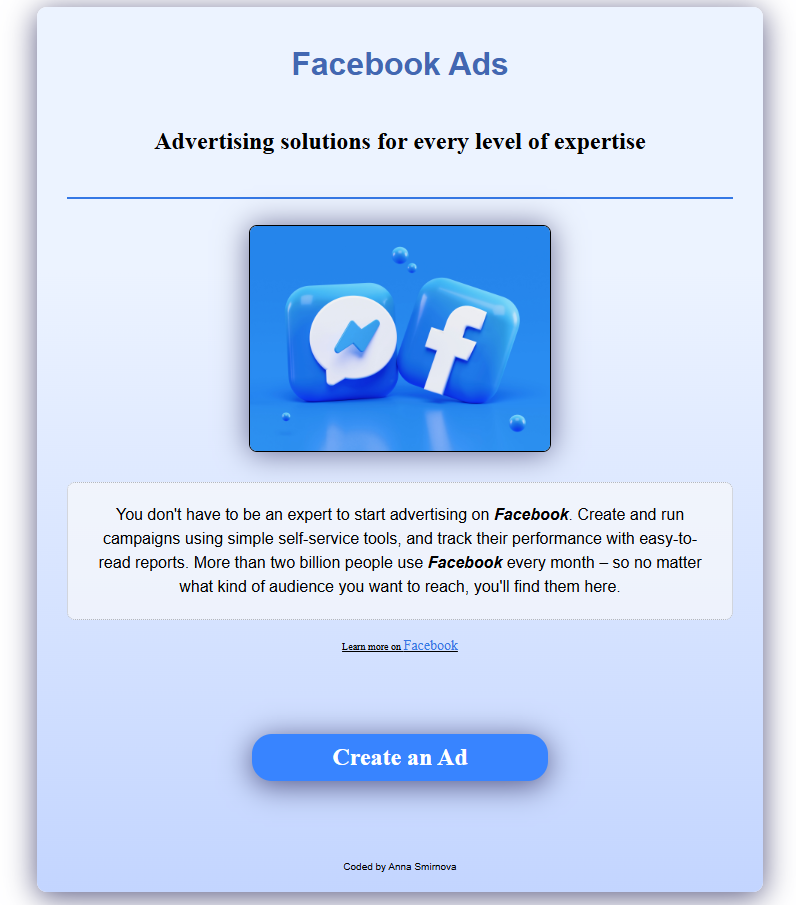 Facebook Ads
Advertising solutions for every level of expertise
f
You don't have to be an expert to start advertising on Facebook. Create and run
campaigns using simple self-service tools, and track their performance with easy-to-
read reports. More than two billion people use Facebook every month – so no matter
what kind of audience you want to reach, you'll find them here.
Learn more on Facebook
Create an Ad
Coded by Anna Smirnova